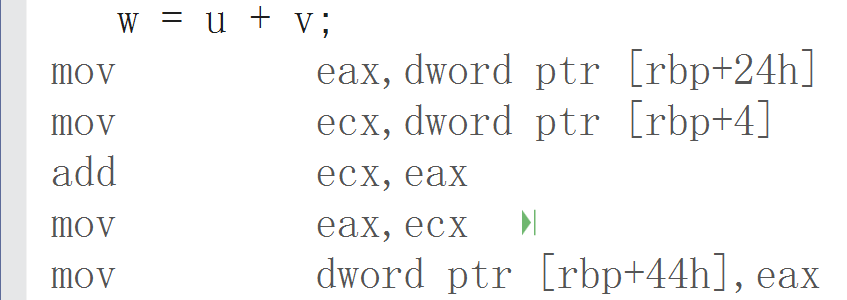 w = u + v;
mov eax,dword ptr [rbp+24h]
mov ecx,dword ptr [rbp+4]
add ecx,eax
mov eax,ecx
mov dword ptr [rbp+44h],eax